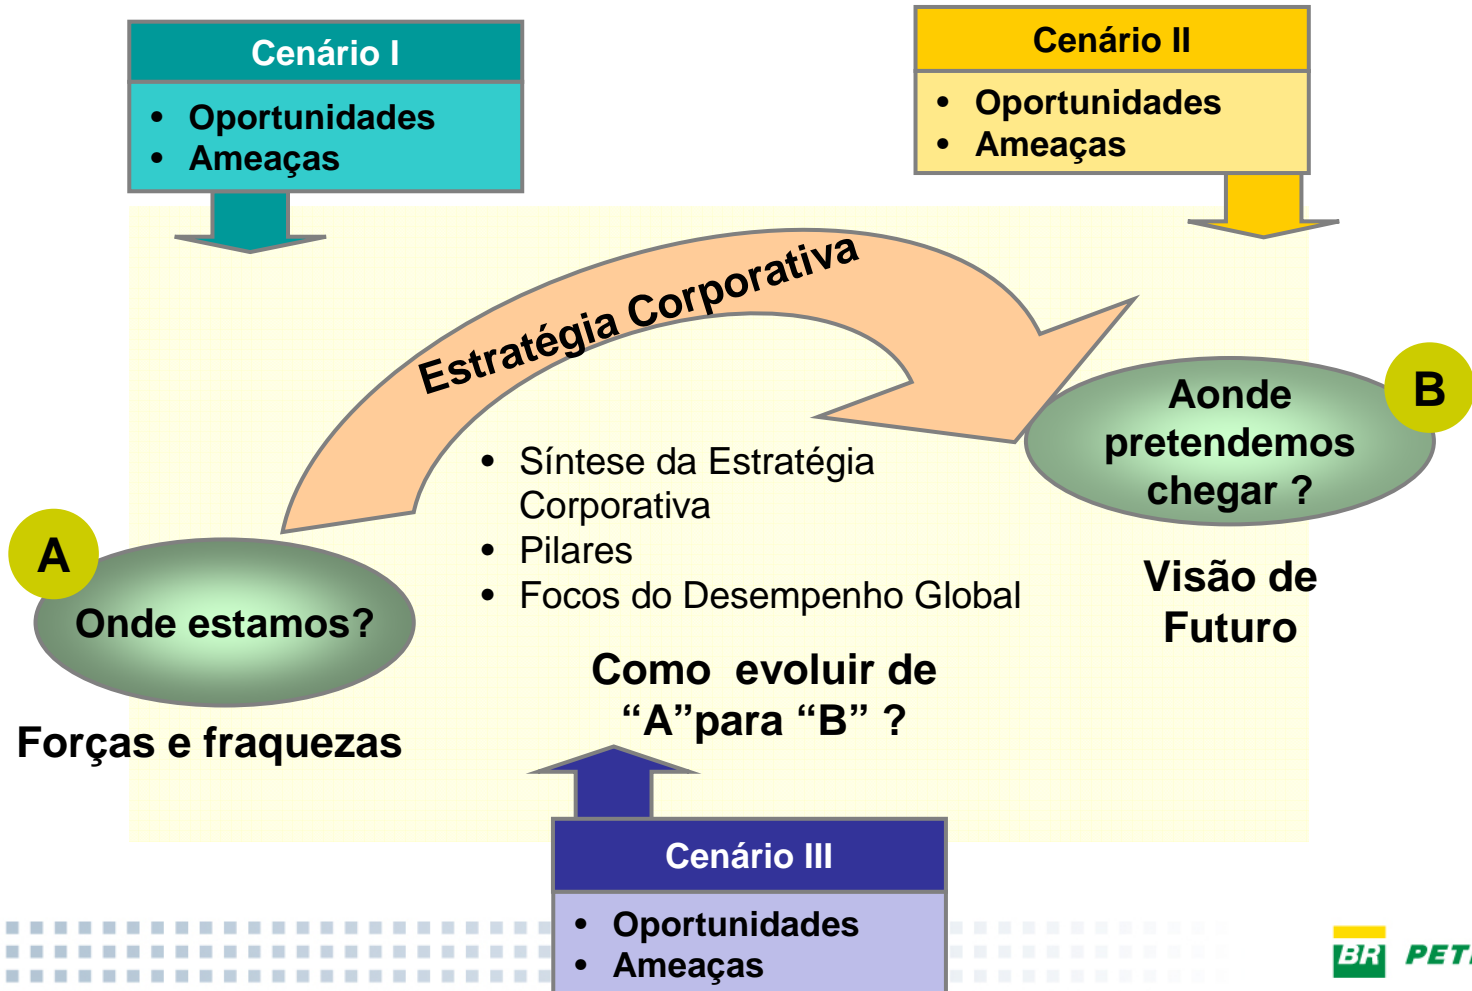 Cenário I
• Oportunidades
• Ameaças
Cenário II
• Oportunidades
• Ameaças
Estratégia Corporativa
B
Aonde
pretendemos
chegar ?
Visão de
Futuro
• Síntese da Estratégia
Corporativa
• Pilares
• Focos do Desempenho Global
A
Onde estamos?
Forças e fraquezas
Como evoluir de
“A”para “B” ?
Cenário III
• Oportunidades
• Ameaças
BR PET